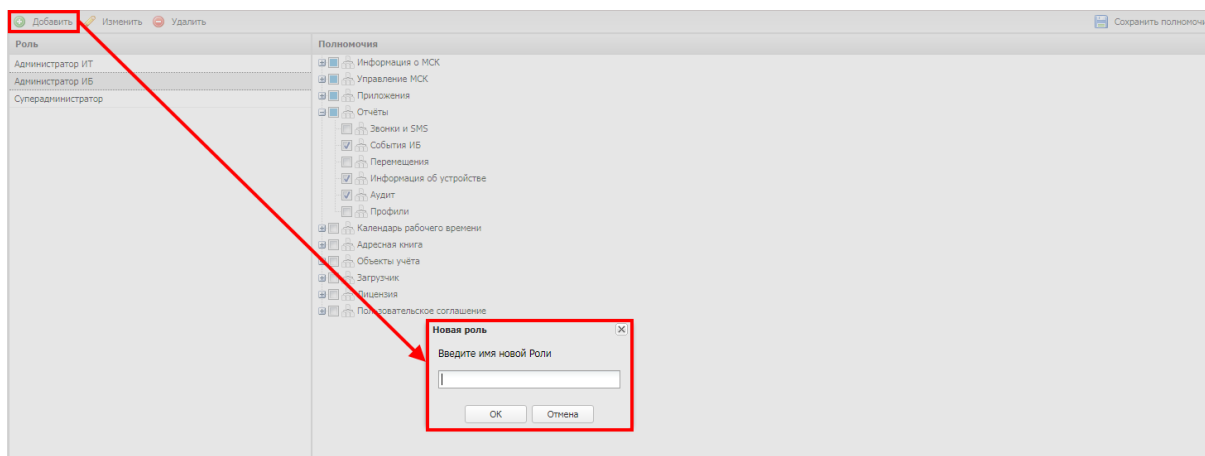 Добавить Изменить Удалить Сохранить полномочи
Роль Полномочия
Администратор ИТ
Администратор ИБ
Суперадминистратор
Информация о МСК
Управление МСК
Приложения
Отчёты
Звонки и SMS
События ИБ
Перемещения
Информация об устройстве
Аудит
Профили
Календарь рабочего времени
Адресная книга
Объекты учёта
Загрузчик
Лицензия
Пользовательское соглашение
Новая роль
Введите имя новой Роли
ОК Отмена